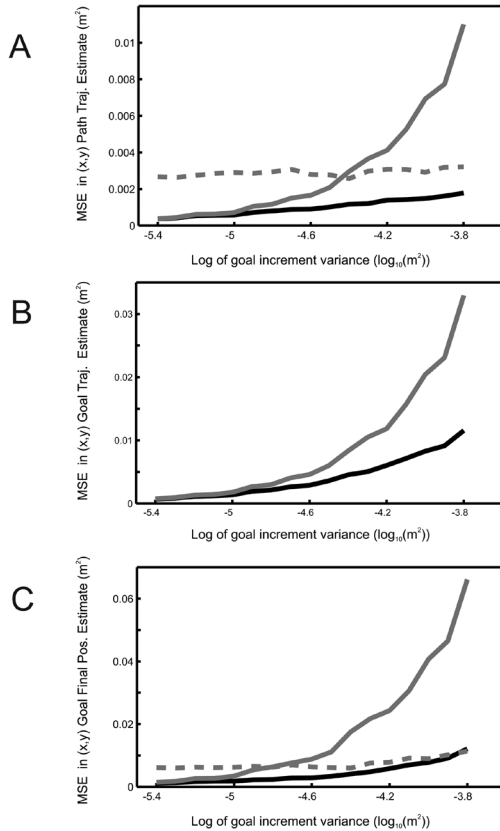 A
MSE in (x,y) Path Traj. Estimate (m²)
0.01
0.008
0.006
0.004
0.002
0
-5.4 -5 -4.6 -4.2 -3.8
Log of goal increment variance (log₁₀(m²))
B
MSE in (x,y) Goal Traj. Estimate (m²)
0.03
0.02
0.01
0
-5.4 -5 -4.6 -4.2 -3.8
Log of goal increment variance (log₁₀(m²))
C
MSE in (x,y) Goal Final Pos. Estimate (m²)
0.06
0.04
0.02
0
-5.4 -5 -4.6 -4.2 -3.8
Log of goal increment variance (log₁₀(m²))